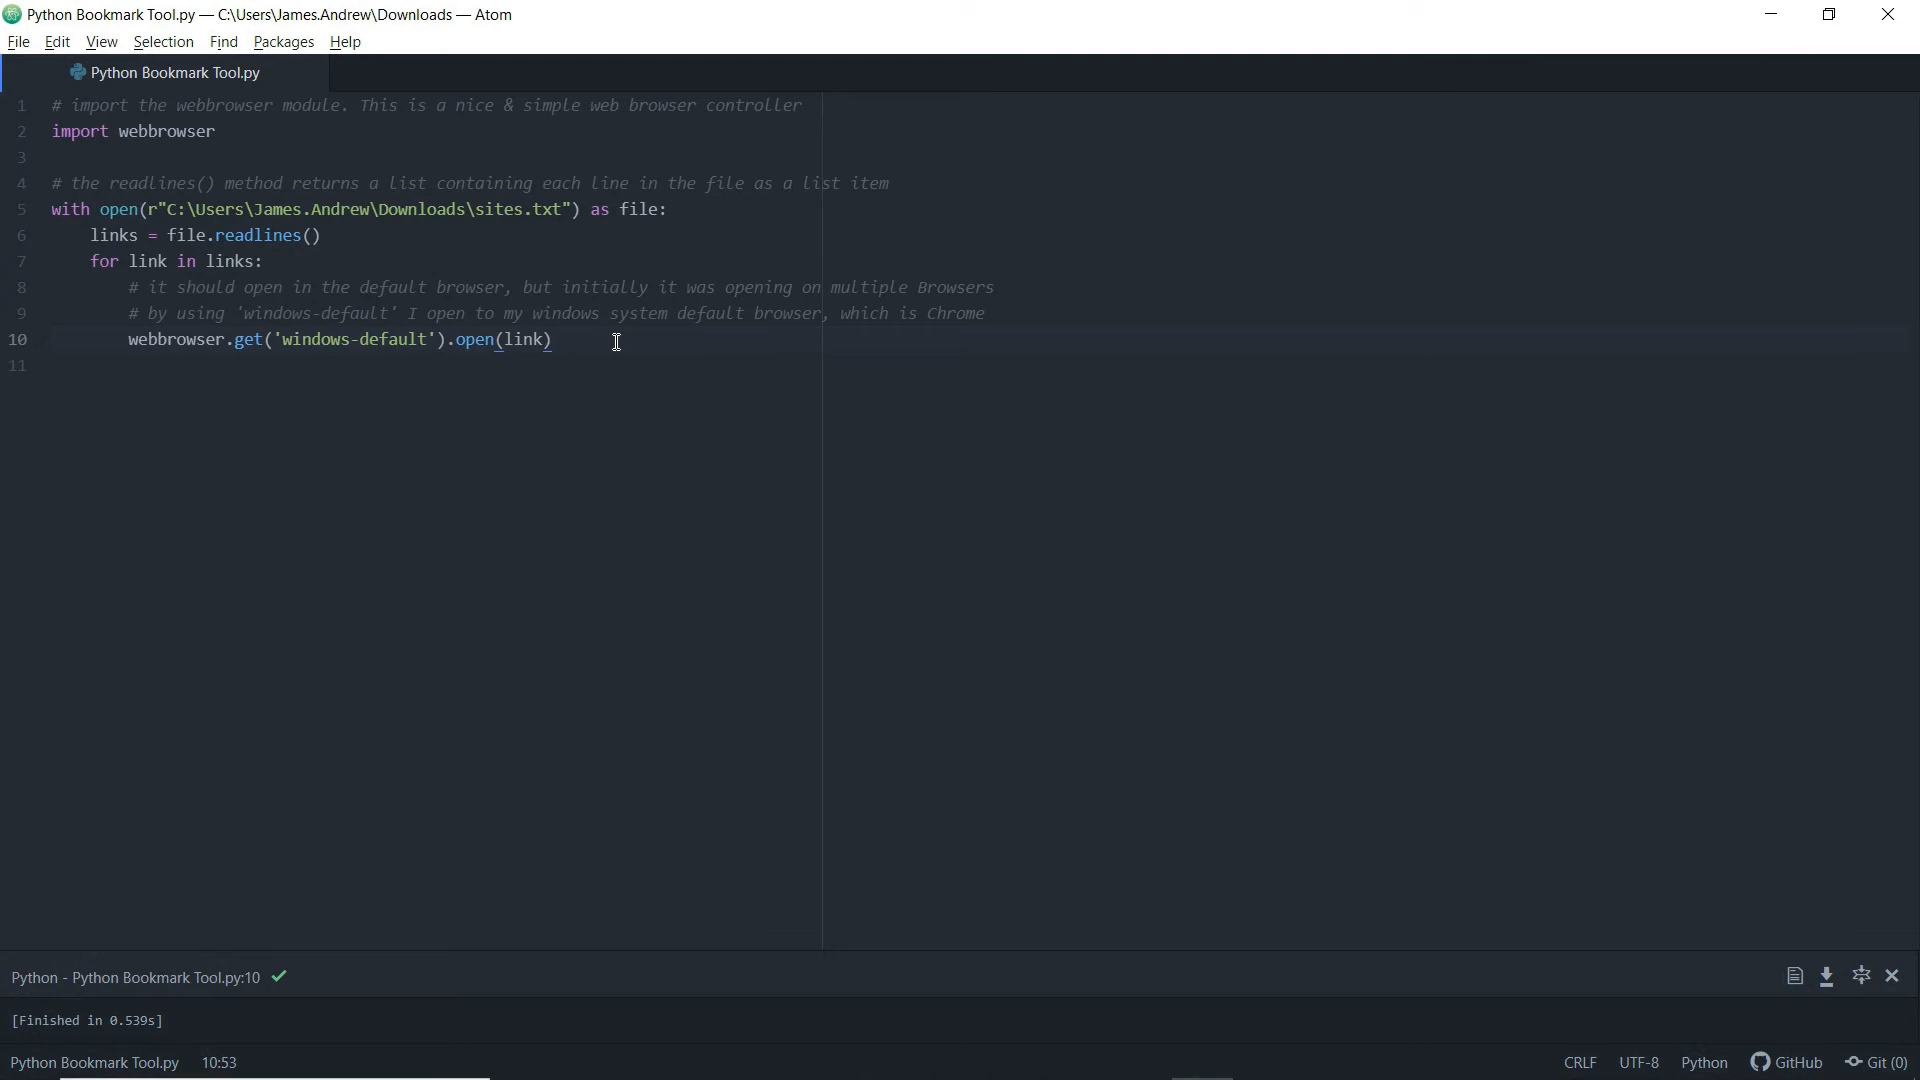 Python Bookmark Tool.py — C:\Users\James.Andrew\Downloads — Atom
File Edit View Selection Find Packages Help
Python Bookmark Tool.py
1 # import the webbrowser module. This is a nice & simple web browser controller
2 import webbrowser
3
4 # the readlines() method returns a list containing each line in the file as a list item
5 with open(r"C:\Users\James.Andrew\Downloads\sites.txt") as file:
6     links = file.readlines()
7     for link in links:
8         # it should open in the default browser, but initially it was opening on multiple Browsers
9         # by using 'windows-default' I open to my windows system default browser, which is Chrome
10         webbrowser.get('windows-default').open(link)
11
Python - Python Bookmark Tool.py:10
[Finished in 0.539s]
Python Bookmark Tool.py 10:53 CRLF UTF-8 Python GitHub Git (0)